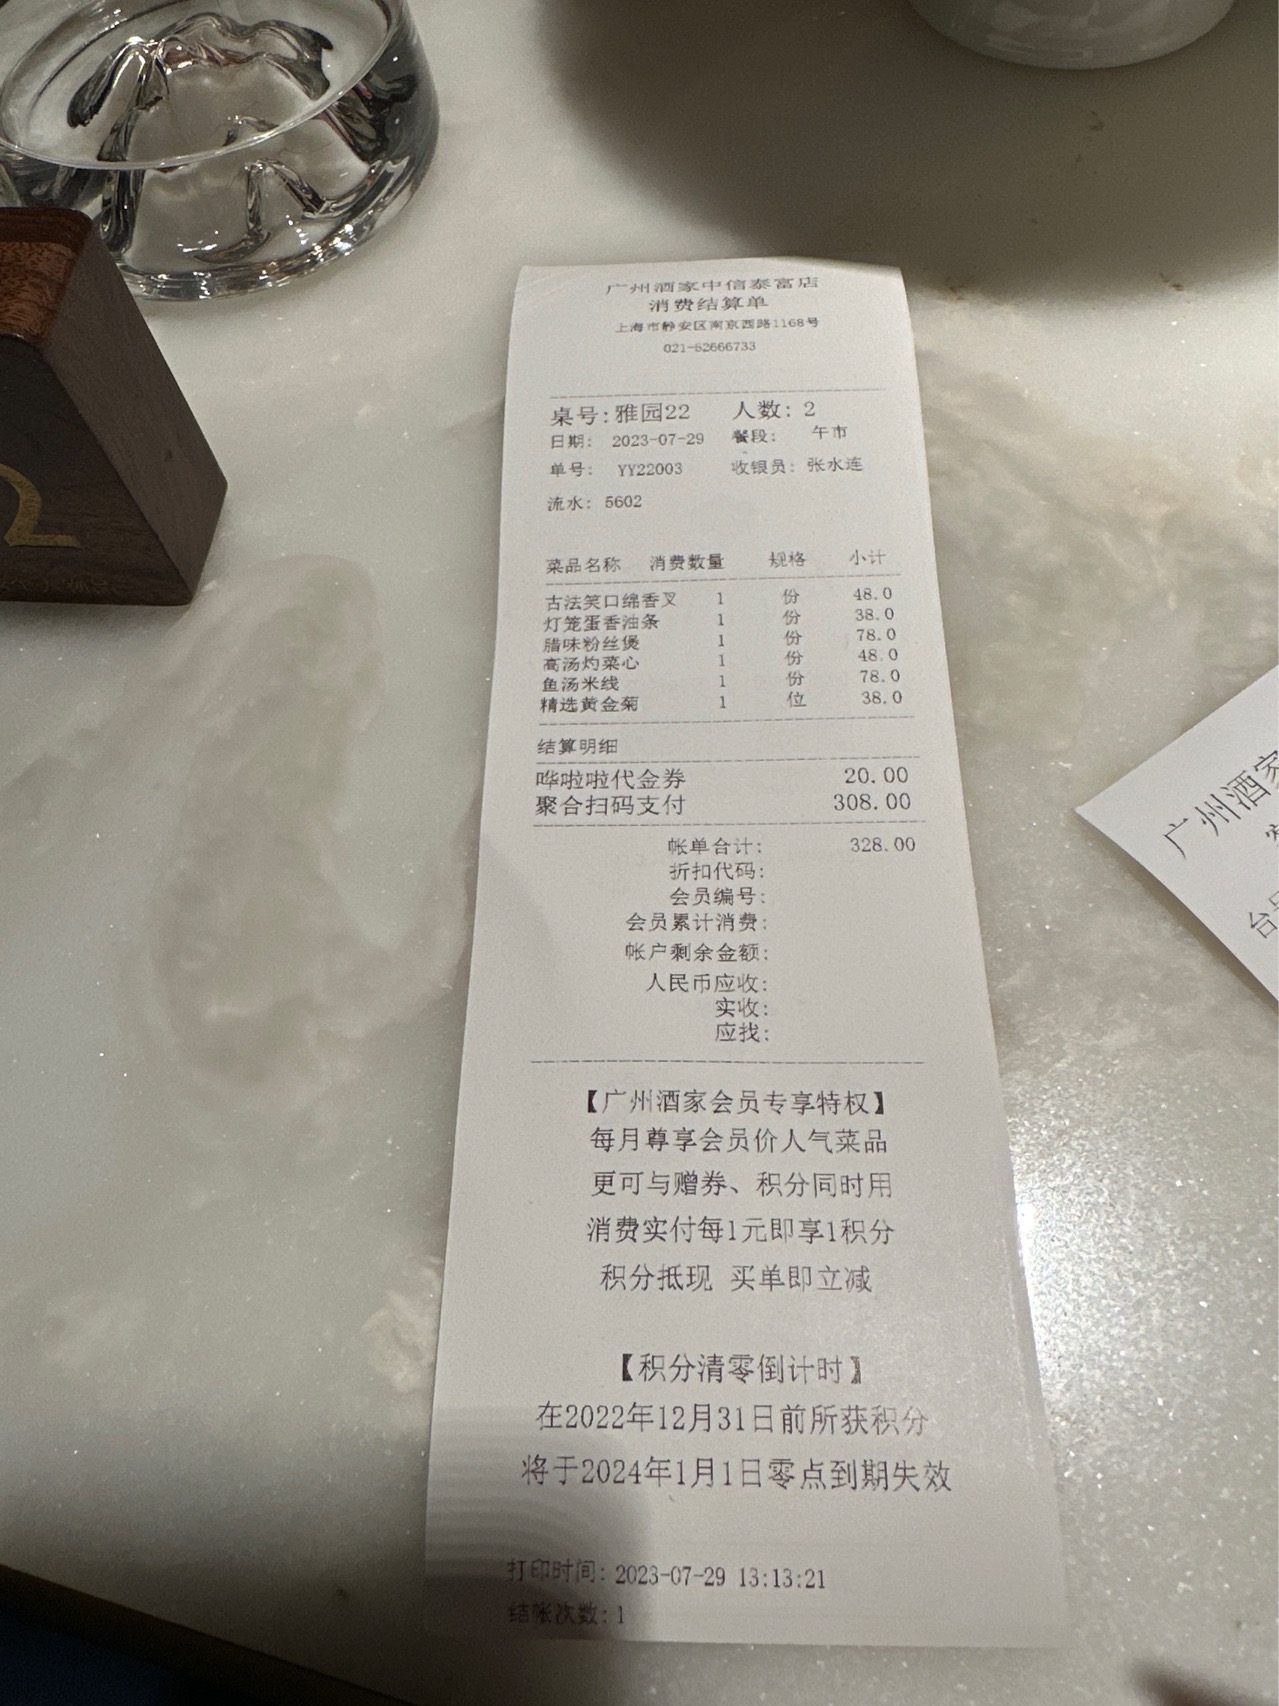 广州酒家中信泰富店
消费结算单
上海市静安区南京西路1168号
021-52666733
桌号:雅园22 人数: 2
日期: 2023-07-29 餐段: 午市
单号: YY22003 收银员: 张水连
流水: 5602
菜品名称 消费数量 规格 小计
古法笑口绵香叉 1 份 48.0
灯笼蛋香油条 1 份 38.0
腊味粉丝煲 1 份 78.0
高汤灼菜心 1 份 48.0
鱼汤米线 1 份 78.0
精选黄金菊 1 位 38.0
结算明细
哗啦啦代金券 20.00
聚合扫码支付 308.00
帐单合计: 328.00
折扣代码:
会员编号:
会员累计消费:
帐户剩余金额:
人民币应收:
实收:
应找:
【广州酒家会员专享特权】
每月尊享会员价人气菜品
更可与赠券、积分同时用
消费实付每1元即享1积分
积分抵现 买单即立减
【积分清零倒计时】
在2022年12月31日前所获积分
将于2024年1月1日零点到期失效
打印时间: 2023-07-29 13:13:21
结帐次数: 1
广州酒家